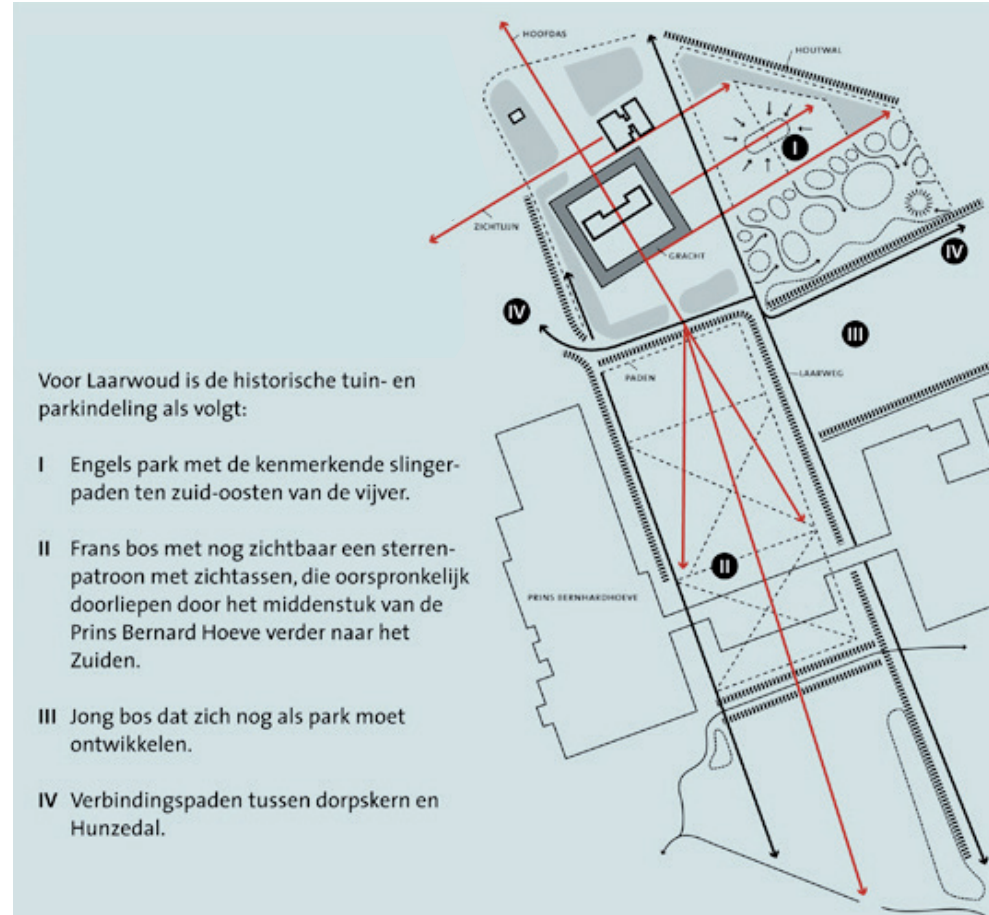 HOOFDAS
HOUTWAL
I
ZICHTLIJN
GRACHT
IV
IV
III
PADEN
LAARWEG
Voor Laarwoud is de historische tuin- en
parkindeling als volgt:
I Engels park met de kenmerkende slinger-
paden ten zuid-oosten van de vijver.
II Frans bos met nog zichtbaar een sterren-
patroon met zichtassen, die oorspronkelijk
doorliepen door het middenstuk van de
Prins Bernard Hoeve verder naar het
Zuiden.
III Jong bos dat zich nog als park moet
ontwikkelen.
IV Verbindingspaden tussen dorpskern en
Hunzedal.
II
PRINS BERNHARDHOEVE